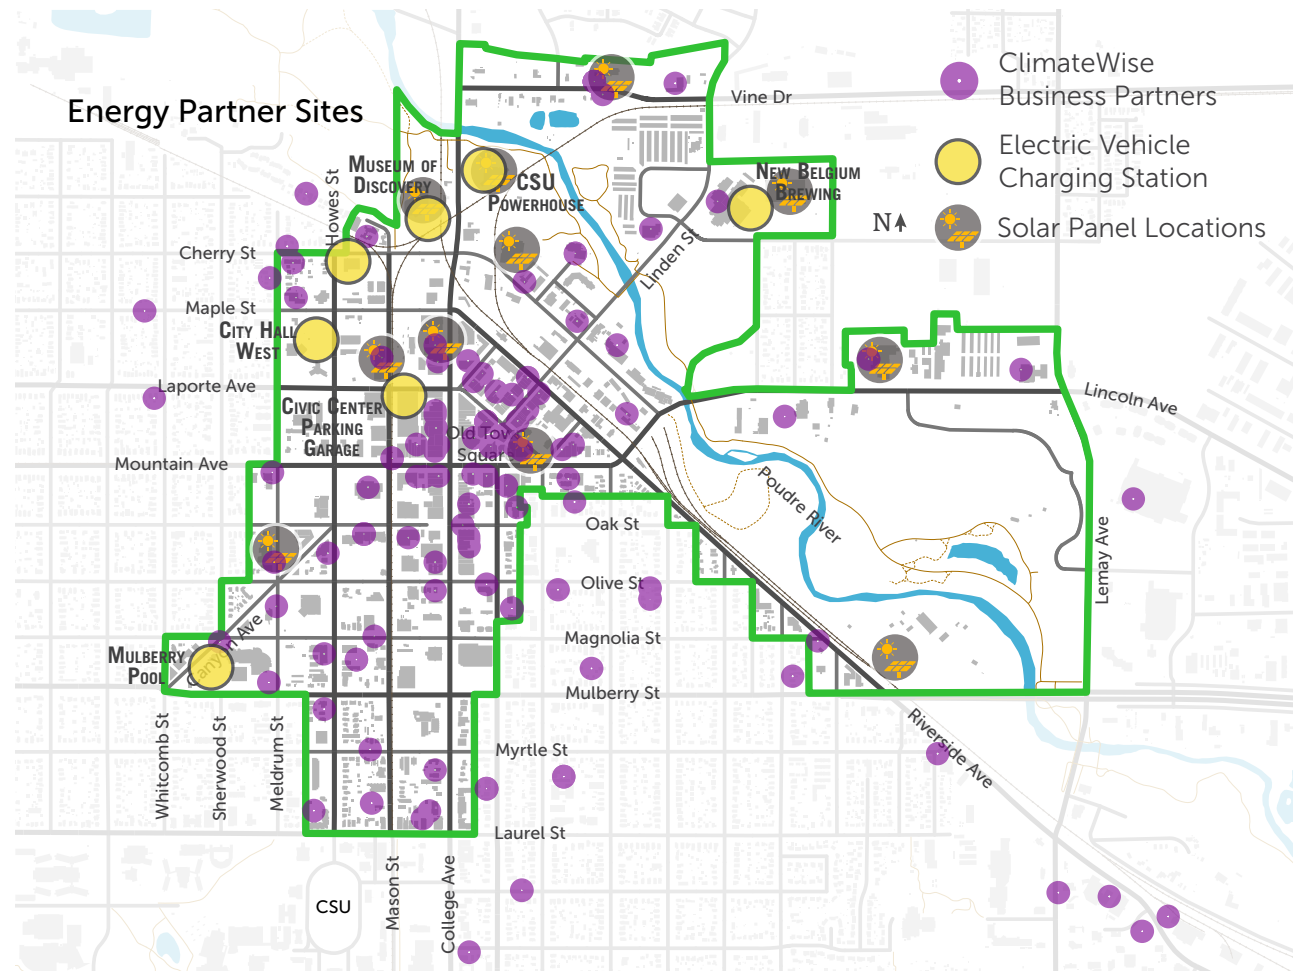 Energy Partner Sites
ClimateWise
Business Partners
Electric Vehicle
Charging Station
N
Solar Panel Locations
Vine Dr
Museum of
Discovery
CSU
Powerhouse
New Belgium
Brewing
Howes St
Cherry St
Linden St
Maple St
City Hall
West
Laporte Ave
Civic Center
Parking
Garage
Old Tow
Squar
Lincoln Ave
Mountain Ave
Poudre River
Oak St
Lemay Ave
Olive St
Canyon Ave
Magnolia St
Mulberry
Pool
Mulberry St
Riverside Ave
Whitcomb St
Sherwood St
Meldrum St
Myrtle St
Laurel St
CSU
Mason St
College Ave